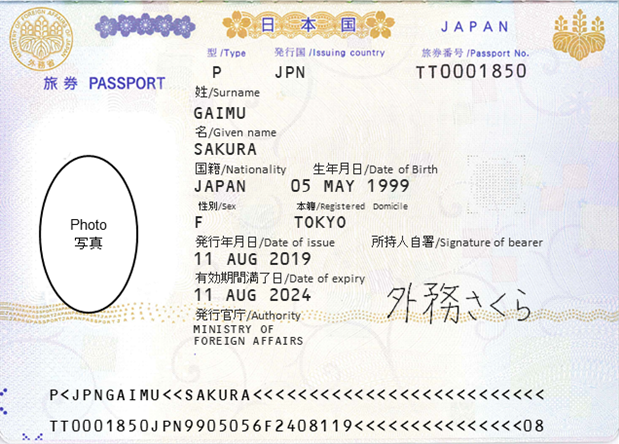 日本国 JAPAN
型/Type 発行国/Issuing country 旅券番号/Passport No.
旅券 PASSPORT P JPN TT0001850
姓/Surname
GAIMU
名/Given name
SAKURA
国籍/Nationality 生年月日/Date of Birth
JAPAN 05 MAY 1999
性別/Sex 本籍/Registered Domicile
F TOKYO
Photo
写真
発行年月日/Date of issue 所持人自署/Signature of bearer
11 AUG 2019
有効期間満了日/Date of expiry
11 AUG 2024 外務さくら
発行官庁/Authority
MINISTRY OF
FOREIGN AFFAIRS
P<JPNGAIMU<<SAKURA<<<<<<<<<<<<<<<<<<<<<<<<<<
TT0001850JPN9905056F2408119<<<<<<<<<<<<<<<08